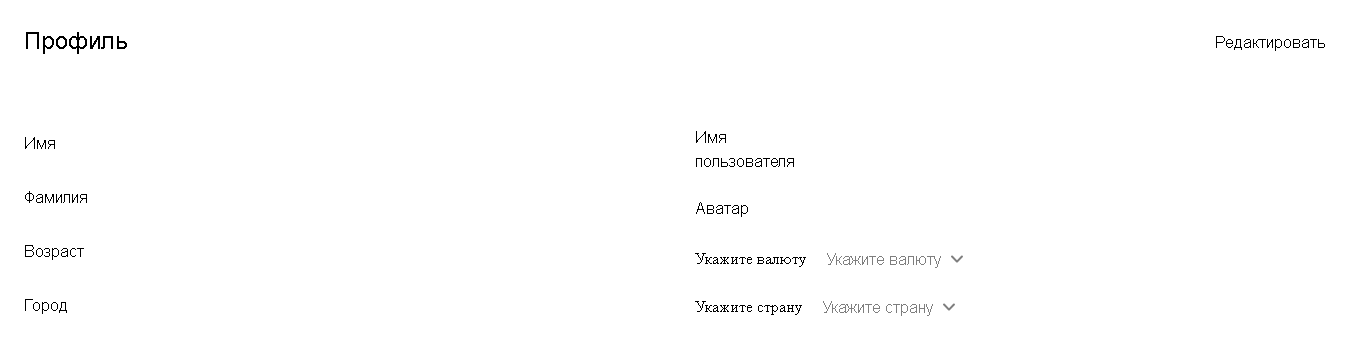 Профиль
Редактировать
Имя
Фамилия
Возраст
Город
Имя
пользователя
Аватар
Укажите валюту Укажите валюту
Укажите страну Укажите страну